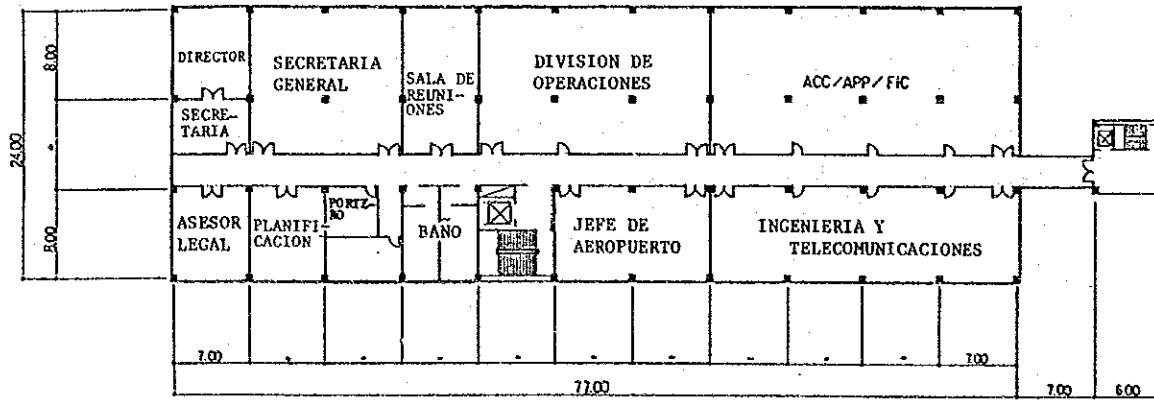 DIRECTOR
SECRETARIA
GENERAL
SALA DE
REUNI-
ONES
DIVISION DE
OPERACIONES
ACC/APP/FIC
SECRE-
TARIA
ASESOR
LEGAL
PLANIFI-
CACION
PORTE-
RO
BAÑO
JEFE DE
AEROPUERTO
INGENIERIA Y
TELECOMUNICACIONES
8.00
24.00
8.00
7.00
7.00
77.00
7.00
6.00